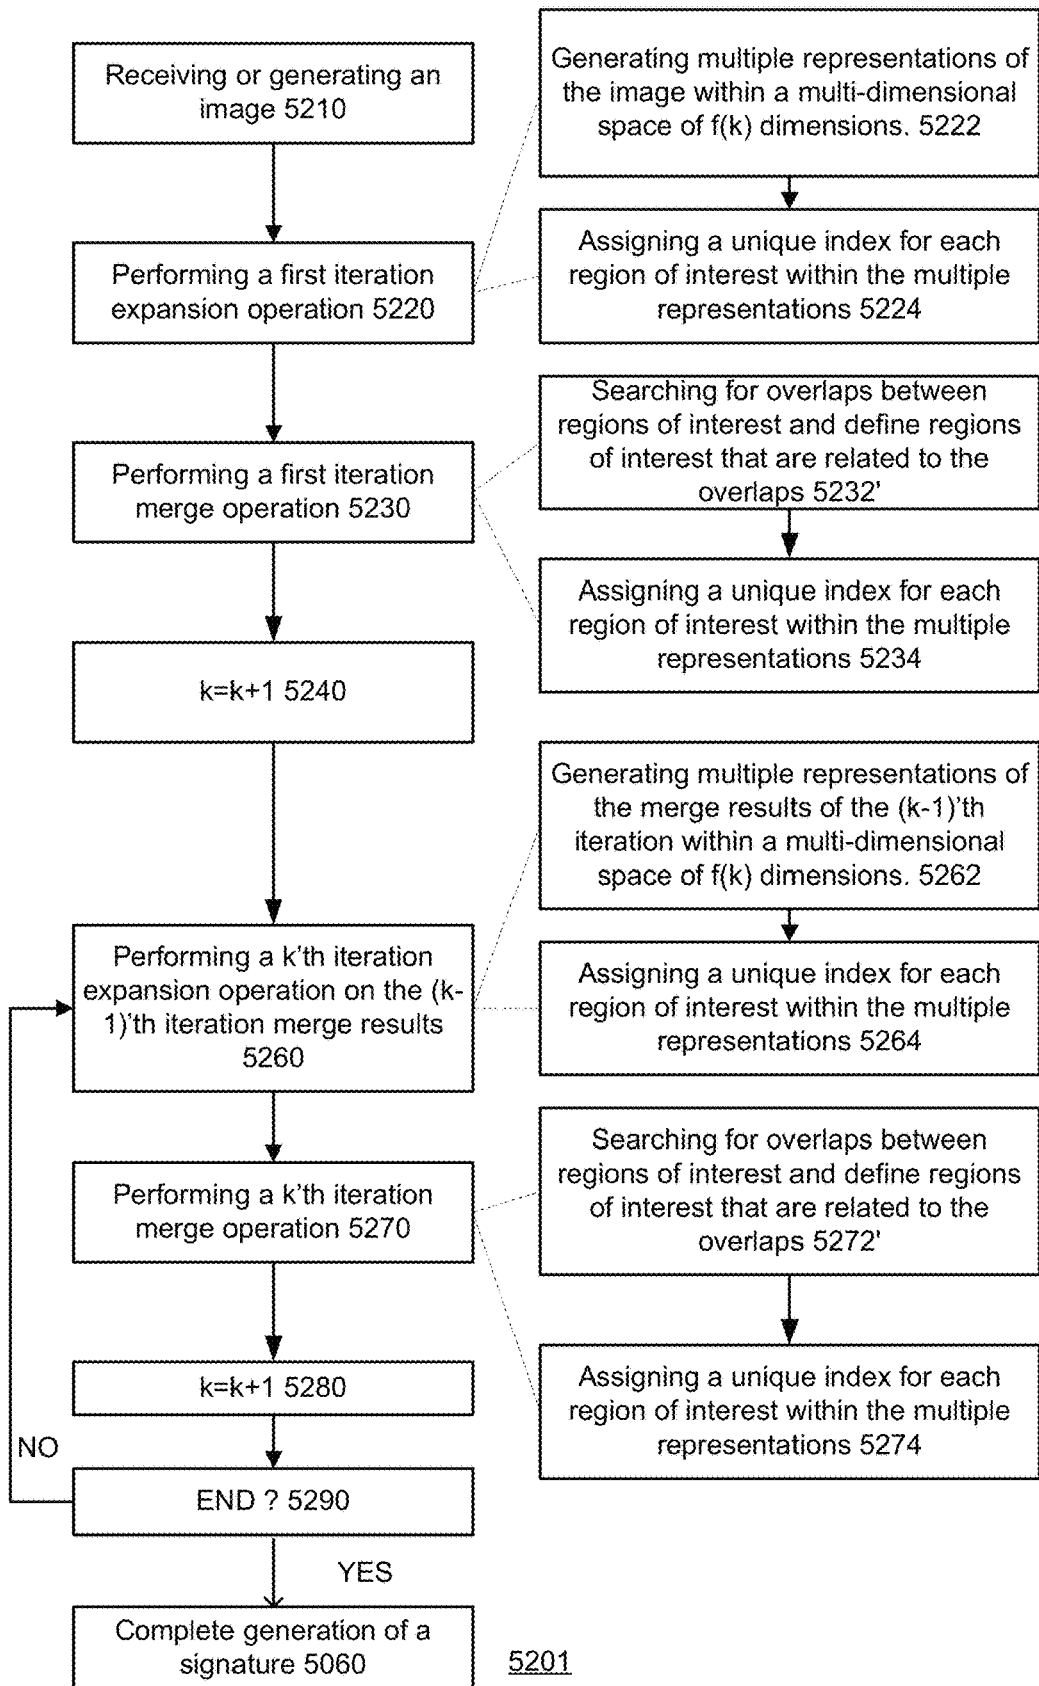 Receiving or generating an
image 5210
Generating multiple representations of
the image within a multi-dimensional
space of f(k) dimensions. 5222
Performing a first iteration
expansion operation 5220
Assigning a unique index for each
region of interest within the multiple
representations 5224
Performing a first iteration
merge operation 5230
Searching for overlaps between
regions of interest and define regions
of interest that are related to the
overlaps 5232'
Assigning a unique index for each
region of interest within the multiple
representations 5234
k=k+1 5240
Generating multiple representations of
the merge results of the (k-1)'th
iteration within a multi-dimensional
space of f(k) dimensions. 5262
Performing a k'th iteration
expansion operation on the (k-
1)'th iteration merge results
5260
Assigning a unique index for each
region of interest within the multiple
representations 5264
Performing a k'th iteration
merge operation 5270
Searching for overlaps between
regions of interest and define regions
of interest that are related to the
overlaps 5272'
Assigning a unique index for each
region of interest within the multiple
representations 5274
k=k+1 5280
NO
END ? 5290
YES
Complete generation of a
signature 5060
5201